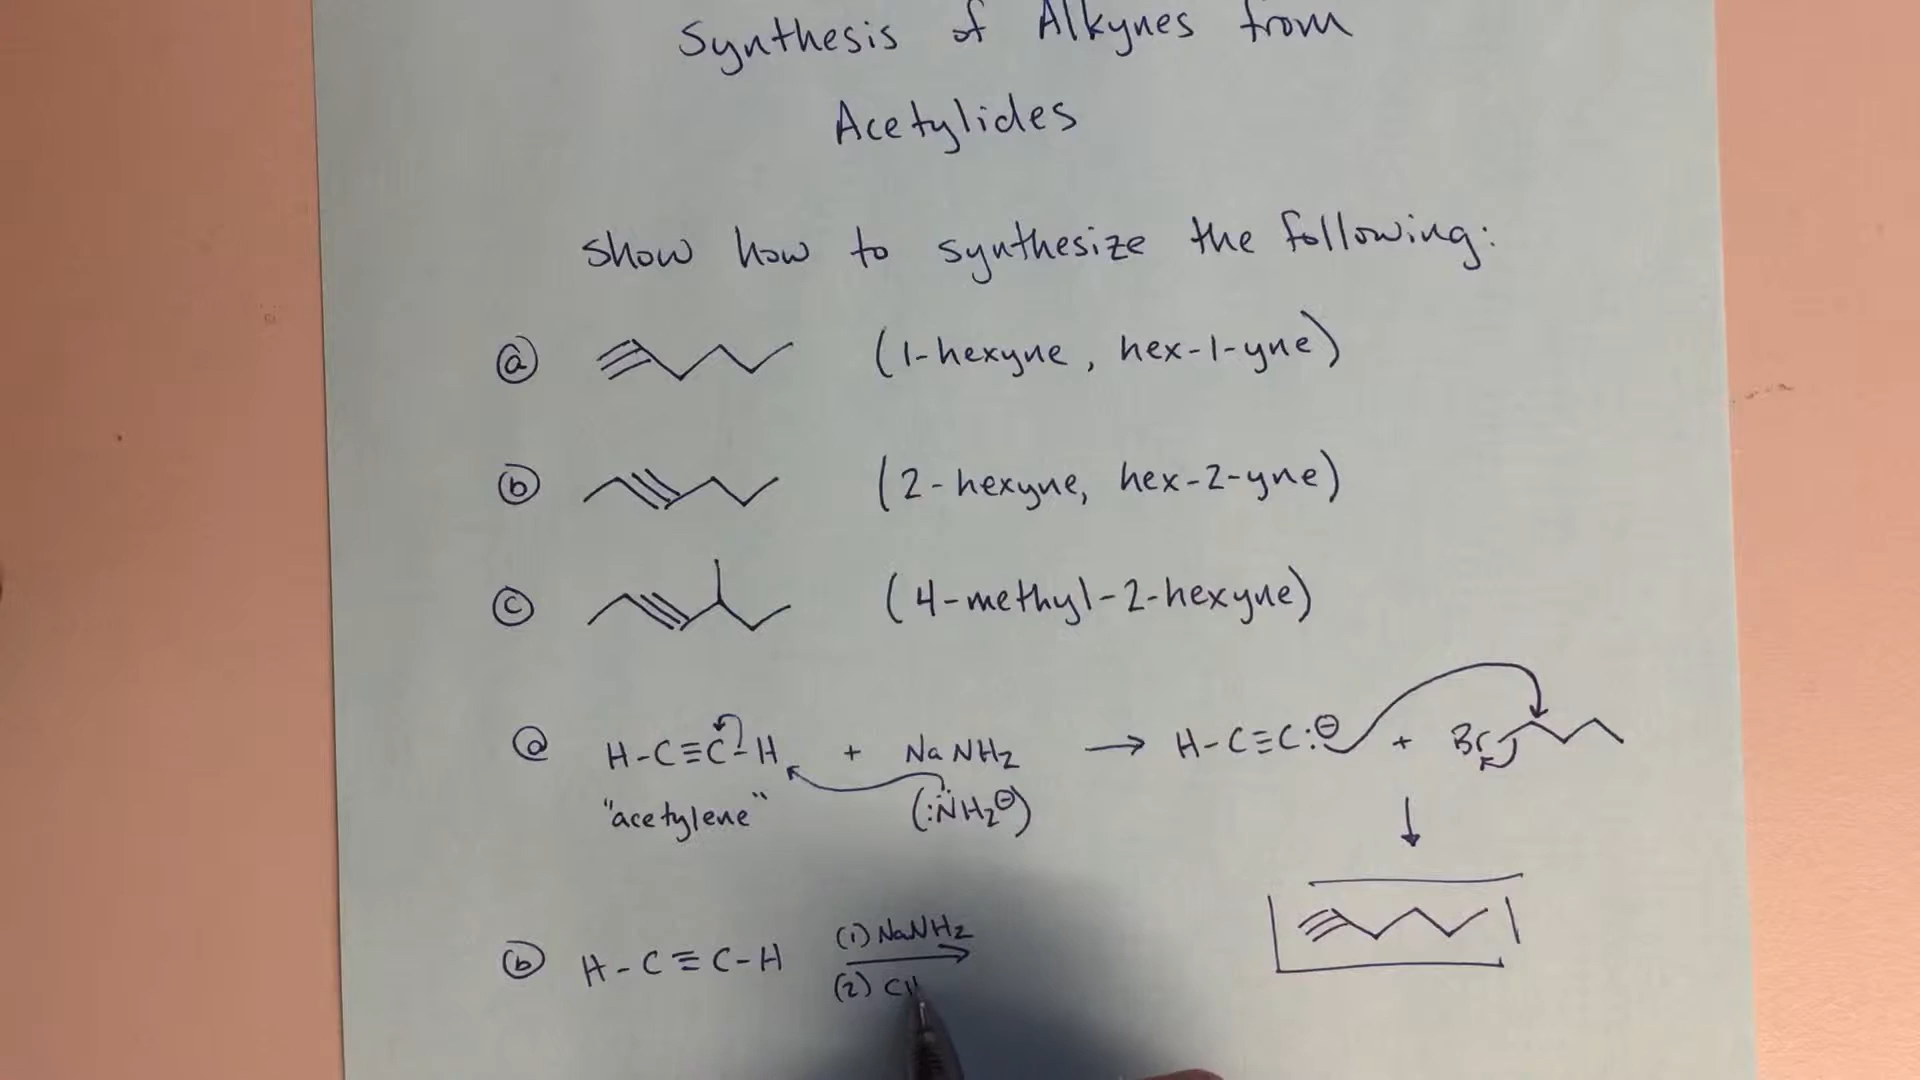 Synthesis of Alkynes from
Acetylides
show how to synthesize the following:
ⓐ (1-hexyne, hex-1-yne)
ⓑ (2-hexyne, hex-2-yne)
ⓒ (4-methyl-2-hexyne)
ⓐ H-C≡C-H + NaNH₂ → H-C≡C:⊖ + Br
"acetylene" (:N̈H₂⊖)
ⓑ H-C≡C-H (1) NaNH₂
(2) CH